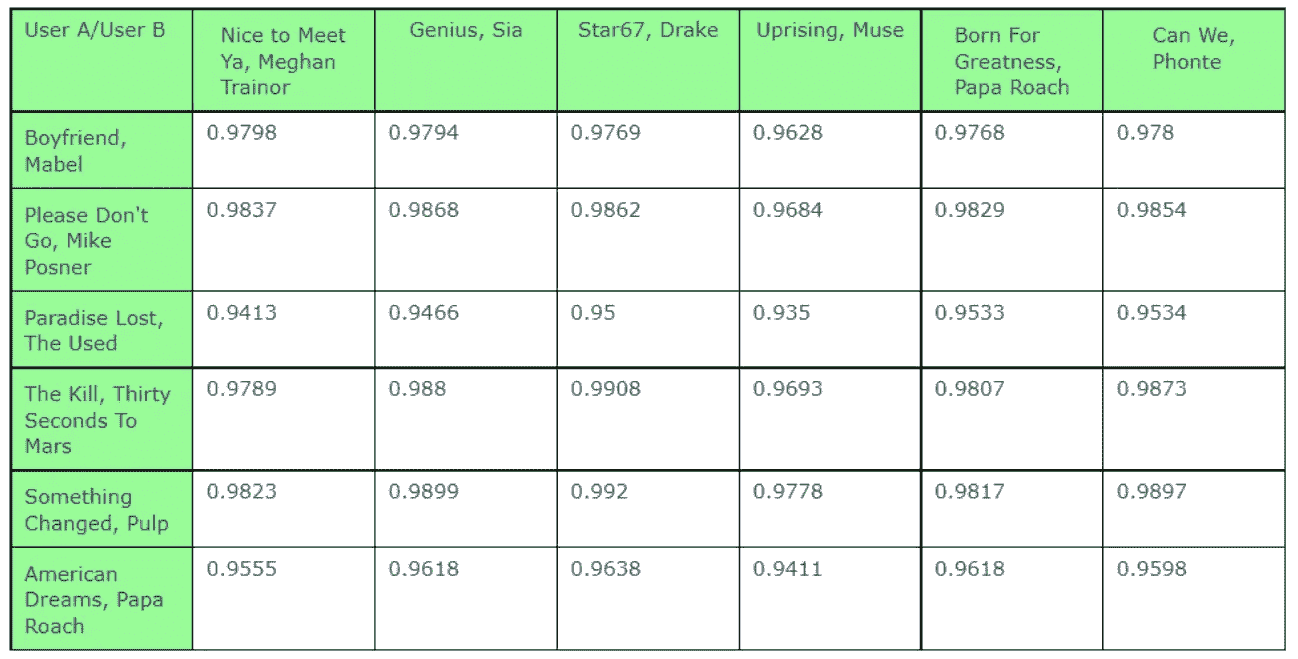 User A/User B
Nice to Meet
Ya, Meghan
Trainor
Genius, Sia
Star67, Drake
Uprising, Muse
Born For
Greatness,
Papa Roach
Can We,
Phonte
Boyfriend,
Mabel
0.9798
0.9794
0.9769
0.9628
0.9768
0.978
Please Don't
Go, Mike
Posner
0.9837
0.9868
0.9862
0.9684
0.9829
0.9854
Paradise Lost,
The Used
0.9413
0.9466
0.95
0.935
0.9533
0.9534
The Kill, Thirty
Seconds To
Mars
0.9789
0.988
0.9908
0.9693
0.9807
0.9873
Something
Changed, Pulp
0.9823
0.9899
0.992
0.9778
0.9817
0.9897
American
Dreams, Papa
Roach
0.9555
0.9618
0.9638
0.9411
0.9618
0.9598